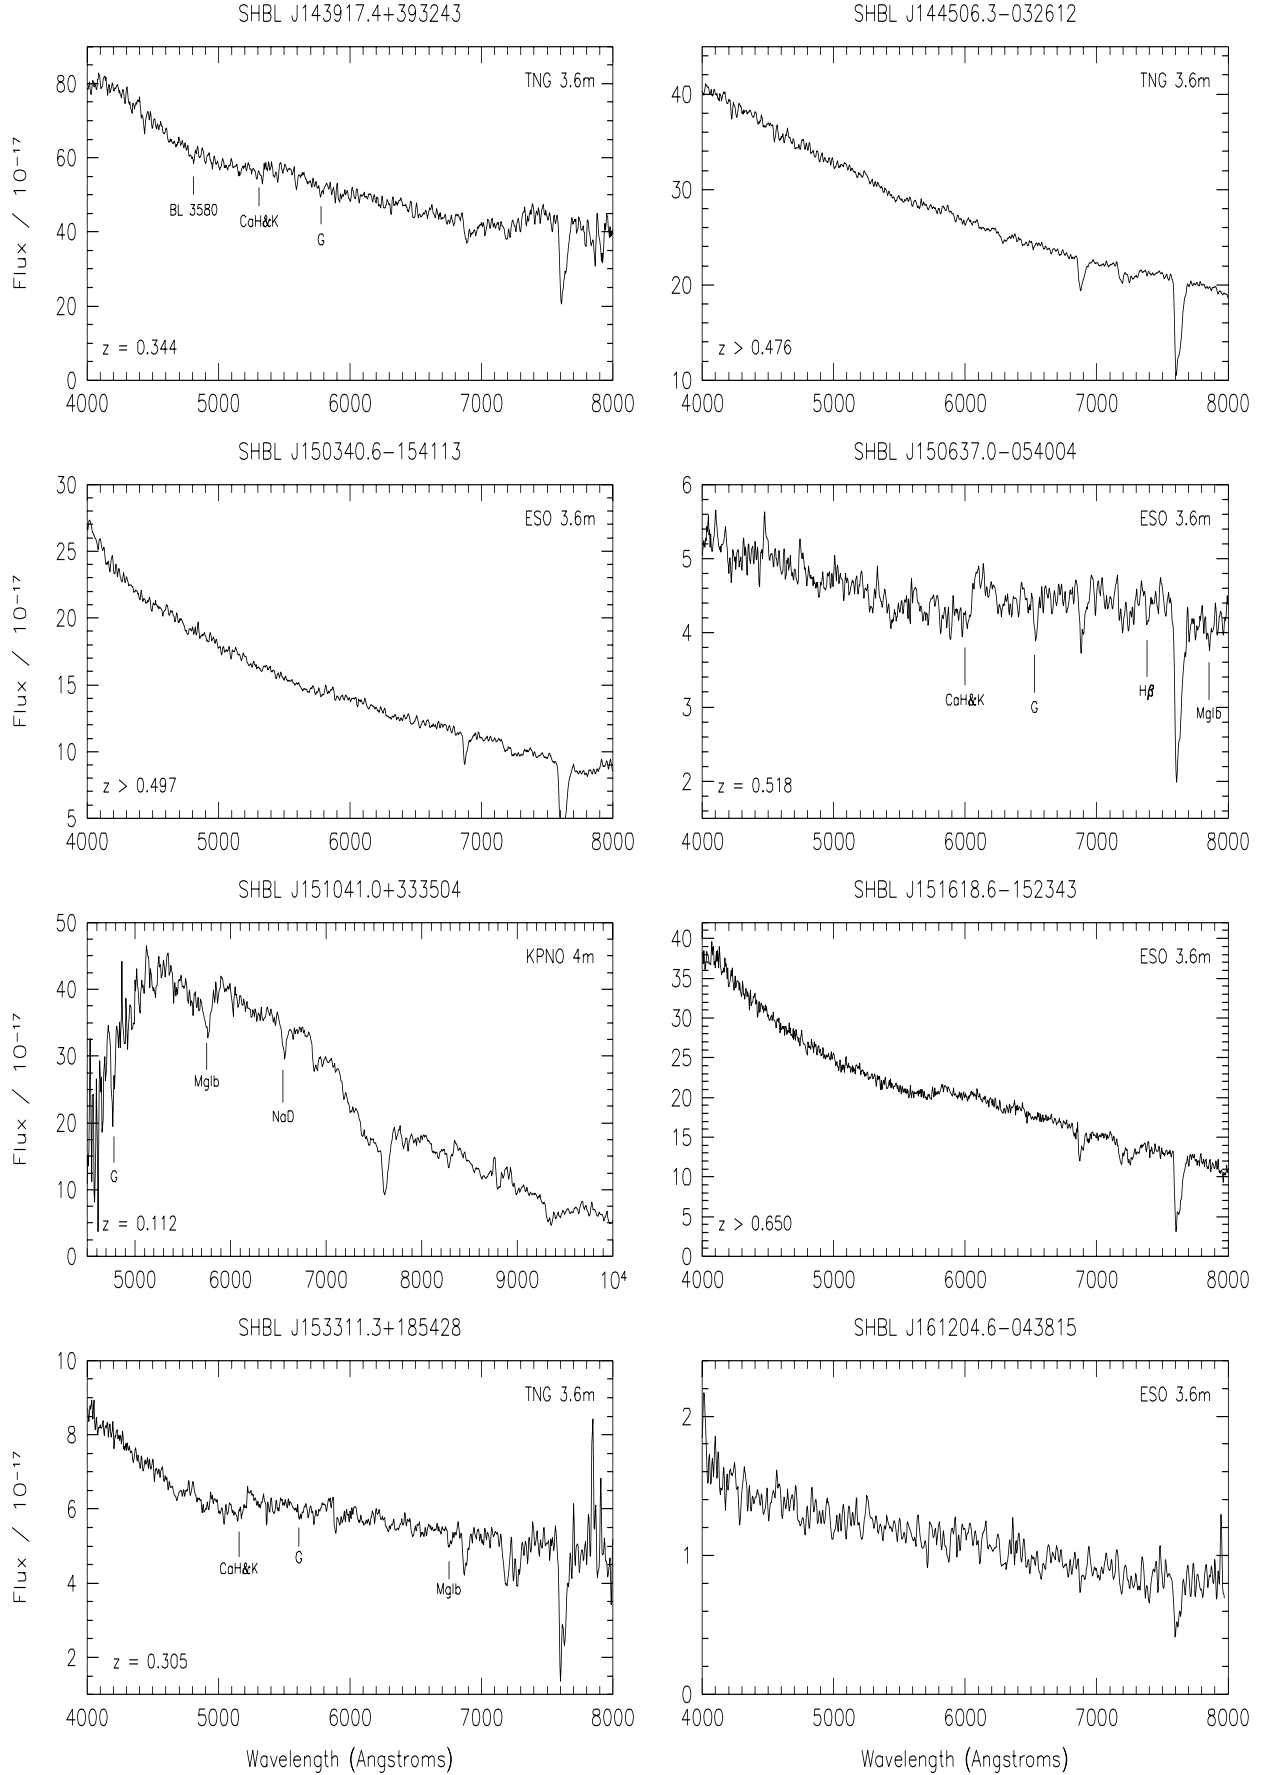 SHBL J143917.4+393243
SHBL J144506.3−032612
TNG 3.6m
TNG 3.6m
Flux / 10⁻¹⁷
80
60
40
20
0
BL 3580
CaH&K
G
z = 0.344
4000 5000 6000 7000 8000
40
30
20
10
z > 0.476
4000 5000 6000 7000 8000
SHBL J150340.6−154113
SHBL J150637.0−054004
ESO 3.6m
ESO 3.6m
Flux / 10⁻¹⁷
30
25
20
15
10
5
z > 0.497
4000 5000 6000 7000 8000
6
5
4
3
2
CaH&K
G
Hβ
MgIb
z = 0.518
4000 5000 6000 7000 8000
SHBL J151041.0+333504
SHBL J151618.6−152343
KPNO 4m
ESO 3.6m
Flux / 10⁻¹⁷
50
40
30
20
10
0
G
MgIb
NaD
z = 0.112
5000 6000 7000 8000 9000 10⁴
40
35
30
25
20
15
10
5
0
z > 0.650
4000 5000 6000 7000 8000
SHBL J153311.3+185428
SHBL J161204.6−043815
TNG 3.6m
ESO 3.6m
Flux / 10⁻¹⁷
10
8
6
4
2
CaH&K
G
MgIb
z = 0.305
4000 5000 6000 7000 8000
Wavelength (Angstroms)
2
1
0
4000 5000 6000 7000 8000
Wavelength (Angstroms)